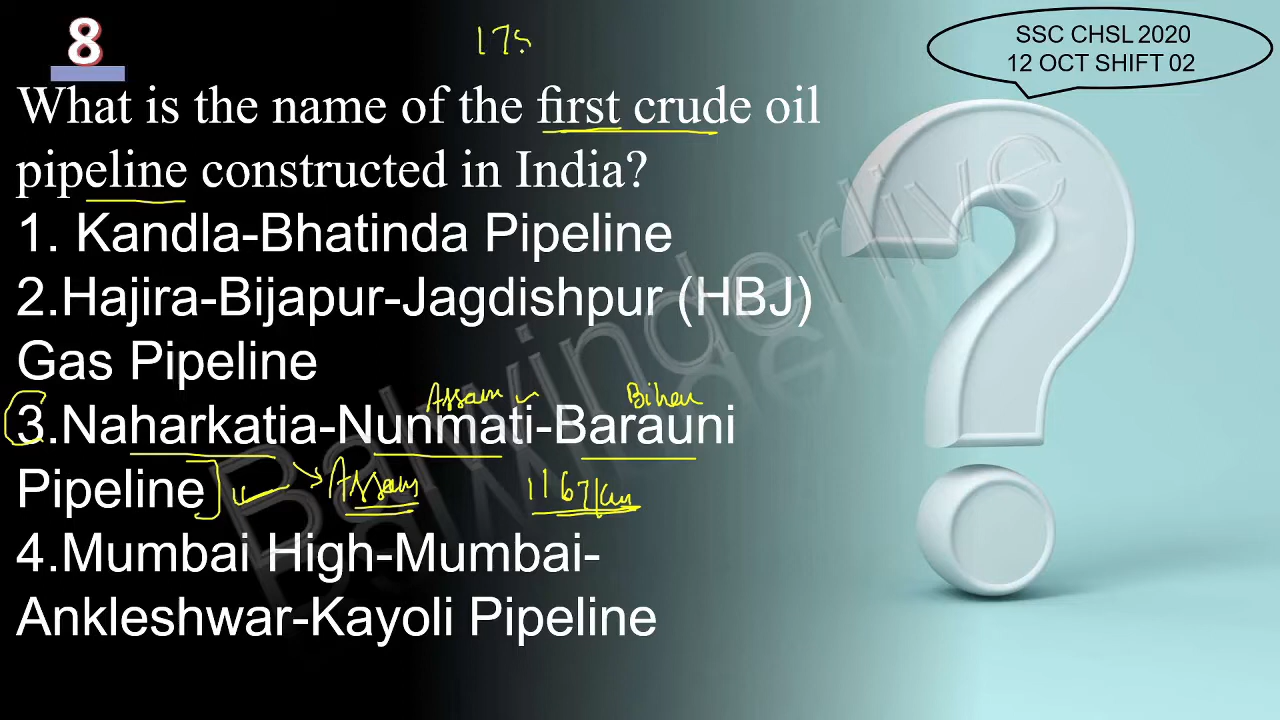 8
175
SSC CHSL 2020
12 OCT SHIFT 02
What is the name of the first crude oil
pipeline constructed in India?
1. Kandla-Bhatinda Pipeline
2.Hajira-Bijapur-Jagdishpur (HBJ)
Gas Pipeline
Assam Bihar
3.Naharkatia-Nunmati-Barauni
Pipeline Assam 1167km
4.Mumbai High-Mumbai-
Ankleshwar-Kayoli Pipeline
Balwinderlive